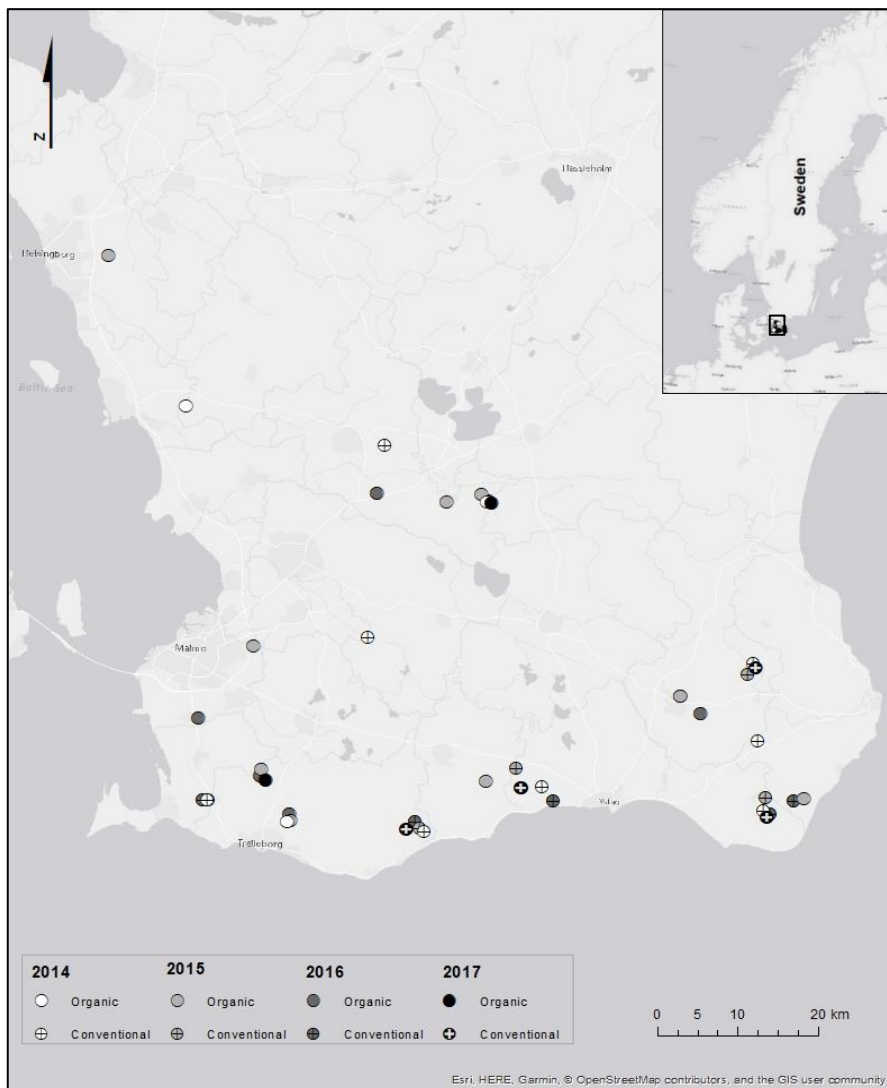 Z
Sweden
Hässleholm
Helsingborg
Baltic Sea
Malmö
Ystad
Trelleborg
2014 2015 2016 2017
Organic Organic Organic Organic
Conventional Conventional Conventional Conventional
0 10 20 km
Esri, HERE, Garmin, © OpenStreetMap contributors, and the GIS user community